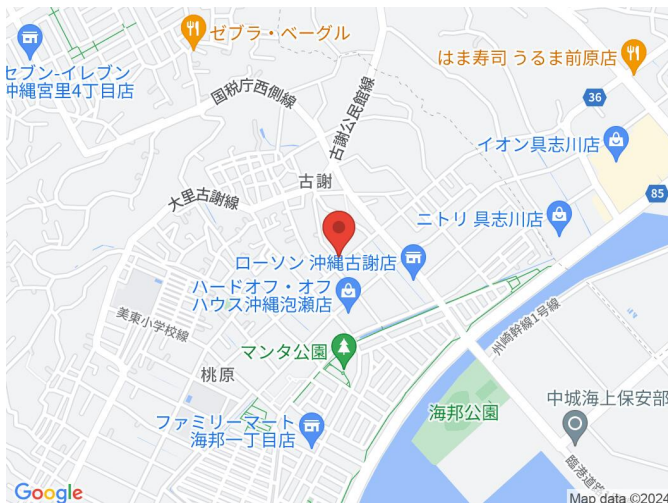 ゼブラ・ベーグル
セブン-イレブン
沖縄宮里4丁目店
はま寿司 うるま前原店
国税庁西側線
古謝公民館線
36
イオン具志川店
古謝
大里古謝線
85
ニトリ 具志川店
ローソン 沖縄古謝店
ハードオフ・オフ
ハウス沖縄泡瀬店
美東小学校線
マンタ公園
州崎幹線1号線
桃原
海邦公園
中城海上保安部
ファミリーマート
海邦一丁目店
臨港道路
Google
Map data ©2024